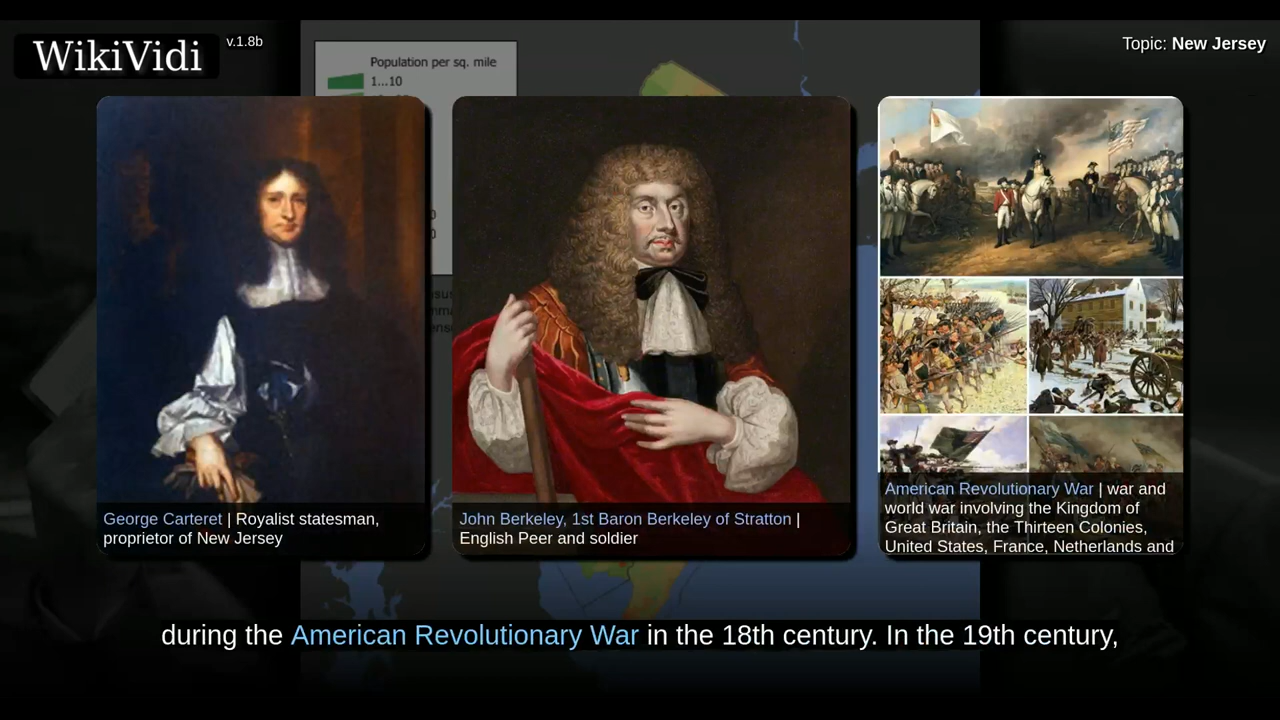 WikiVidi
v.1.8b
Topic: New Jersey
Population per sq. mile
1...10
George Carteret | Royalist statesman,
proprietor of New Jersey
John Berkeley, 1st Baron Berkeley of Stratton |
English Peer and soldier
American Revolutionary War | war and
world war involving the Kingdom of
Great Britain, the Thirteen Colonies,
United States, France, Netherlands and
during the American Revolutionary War in the 18th century. In the 19th century,